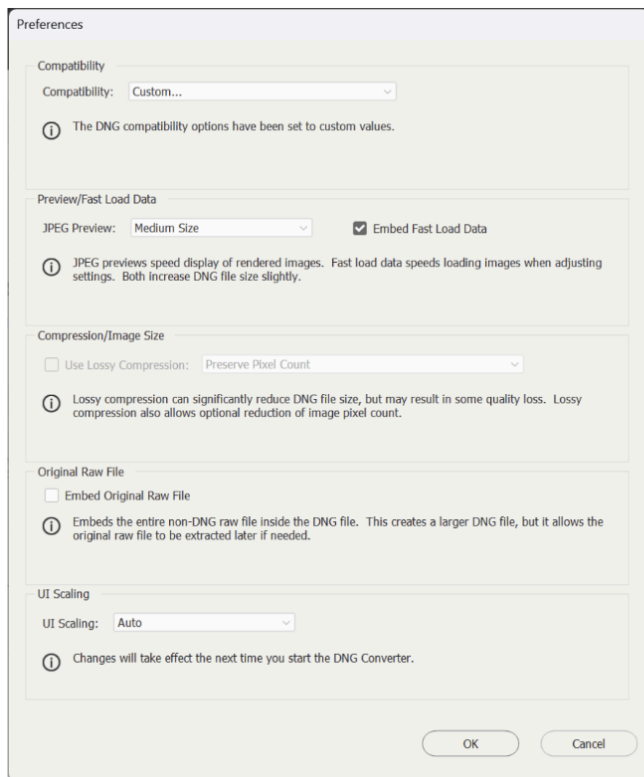 Preferences
Compatibility
Compatibility: Custom...
The DNG compatibility options have been set to custom values.
Preview/Fast Load Data
JPEG Preview: Medium Size Embed Fast Load Data
JPEG previews speed display of rendered images. Fast load data speeds loading images when adjusting
settings. Both increase DNG file size slightly.
Compression/Image Size
Use Lossy Compression: Preserve Pixel Count
Lossy compression can significantly reduce DNG file size, but may result in some quality loss. Lossy
compression also allows optional reduction of image pixel count.
Original Raw File
Embed Original Raw File
Embeds the entire non-DNG raw file inside the DNG file. This creates a larger DNG file, but it allows the
original raw file to be extracted later if needed.
UI Scaling
UI Scaling: Auto
Changes will take effect the next time you start the DNG Converter.
OK Cancel